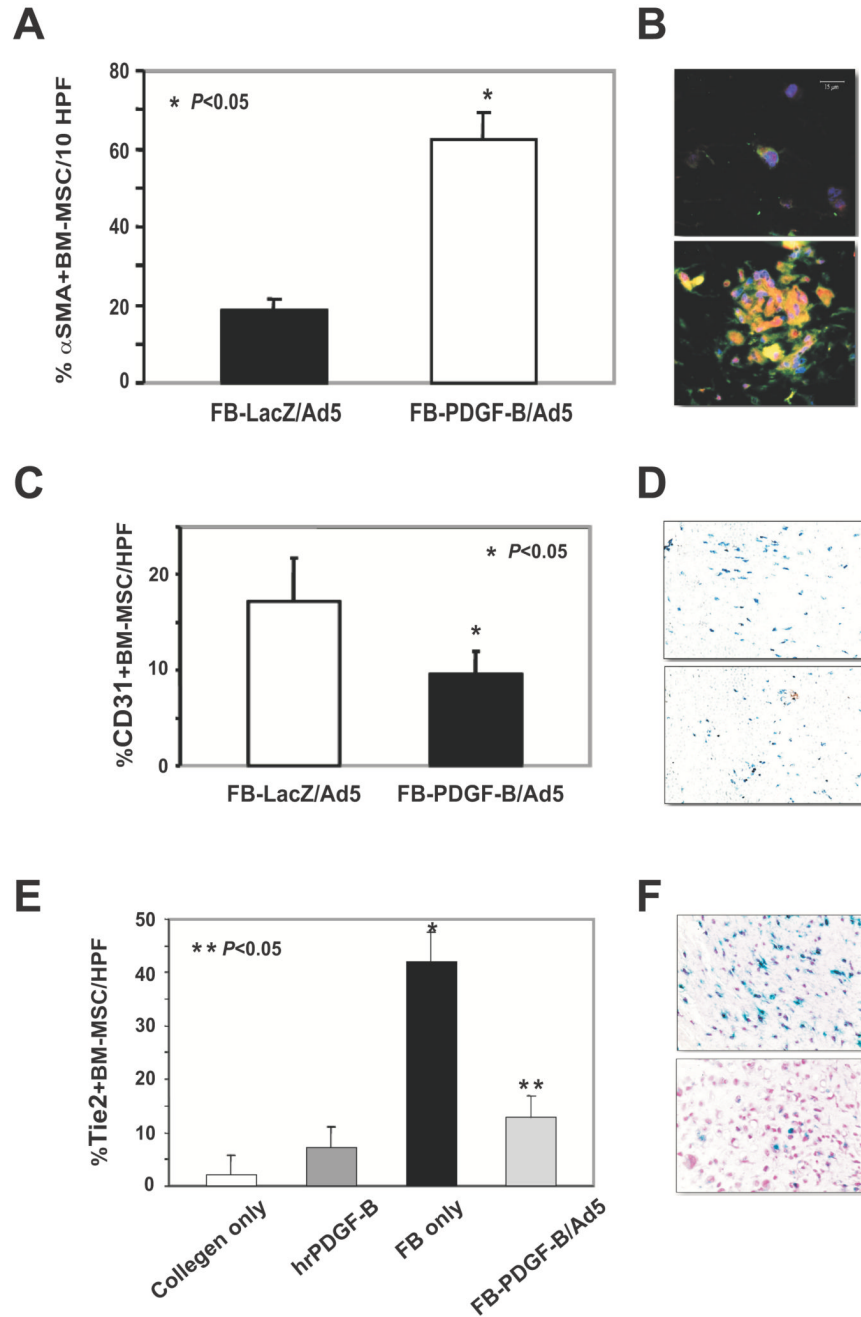 A
B
80
* P<0.05
*
60
40
20
0
% αSMA+BM-MSC/10 HPF
FB-LacZ/Ad5 FB-PDGF-B/Ad5
15 µm
C
D
20
* P<0.05
*
10
0
%CD31+BM-MSC/HPF
FB-LacZ/Ad5 FB-PDGF-B/Ad5
E
F
50
** P<0.05
*
40
30
20
**
10
0
%Tie2+BM-MSC/HPF
Collegen only
hrPDGF-B
FB only
FB-PDGF-B/Ad5